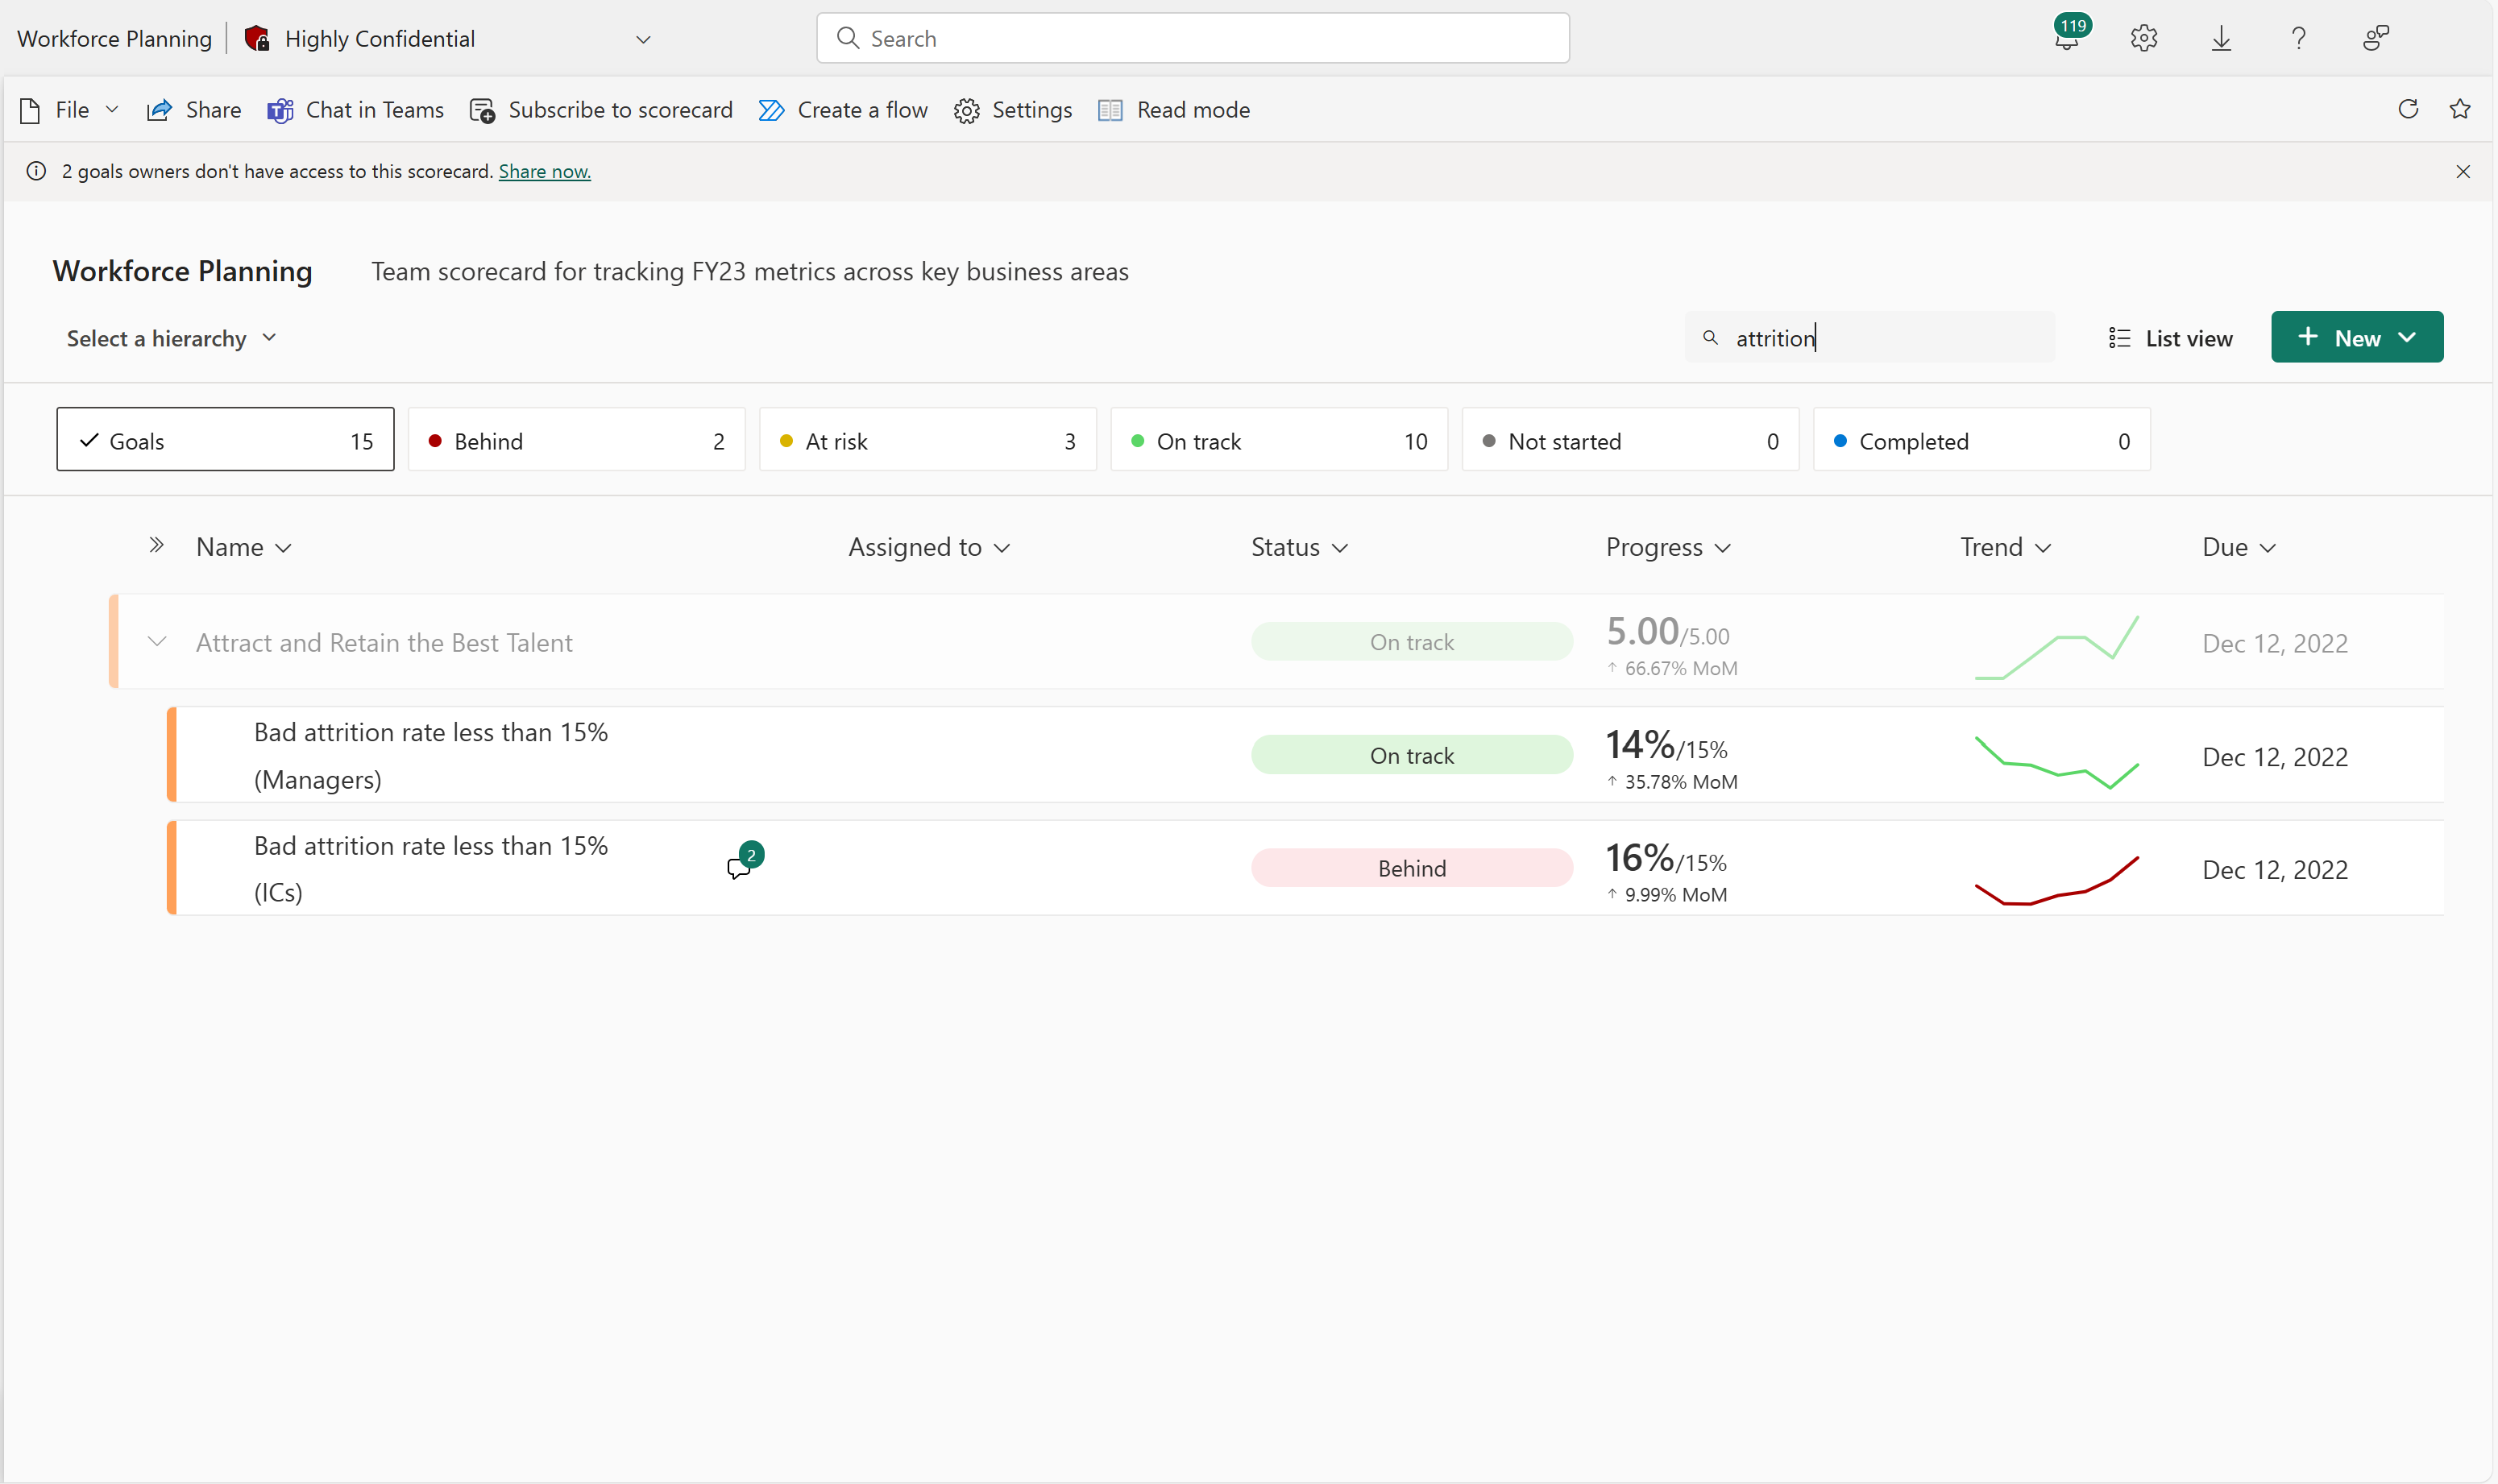 Workforce Planning | Highly Confidential
Search
119
File
Share
Chat in Teams
Subscribe to scorecard
Create a flow
Settings
Read mode
2 goals owners don't have access to this scorecard. Share now.
Workforce Planning
Team scorecard for tracking FY23 metrics across key business areas
Select a hierarchy
attrition
List view
New
Goals 15
Behind 2
At risk 3
On track 10
Not started 0
Completed 0
Name
Assigned to
Status
Progress
Trend
Due
Attract and Retain the Best Talent
On track
5.00/5.00
↑ 66.67% MoM
Dec 12, 2022
Bad attrition rate less than 15%
(Managers)
On track
14%/15%
↑ 35.78% MoM
Dec 12, 2022
Bad attrition rate less than 15%
(ICs)
2
Behind
16%/15%
↑ 9.99% MoM
Dec 12, 2022